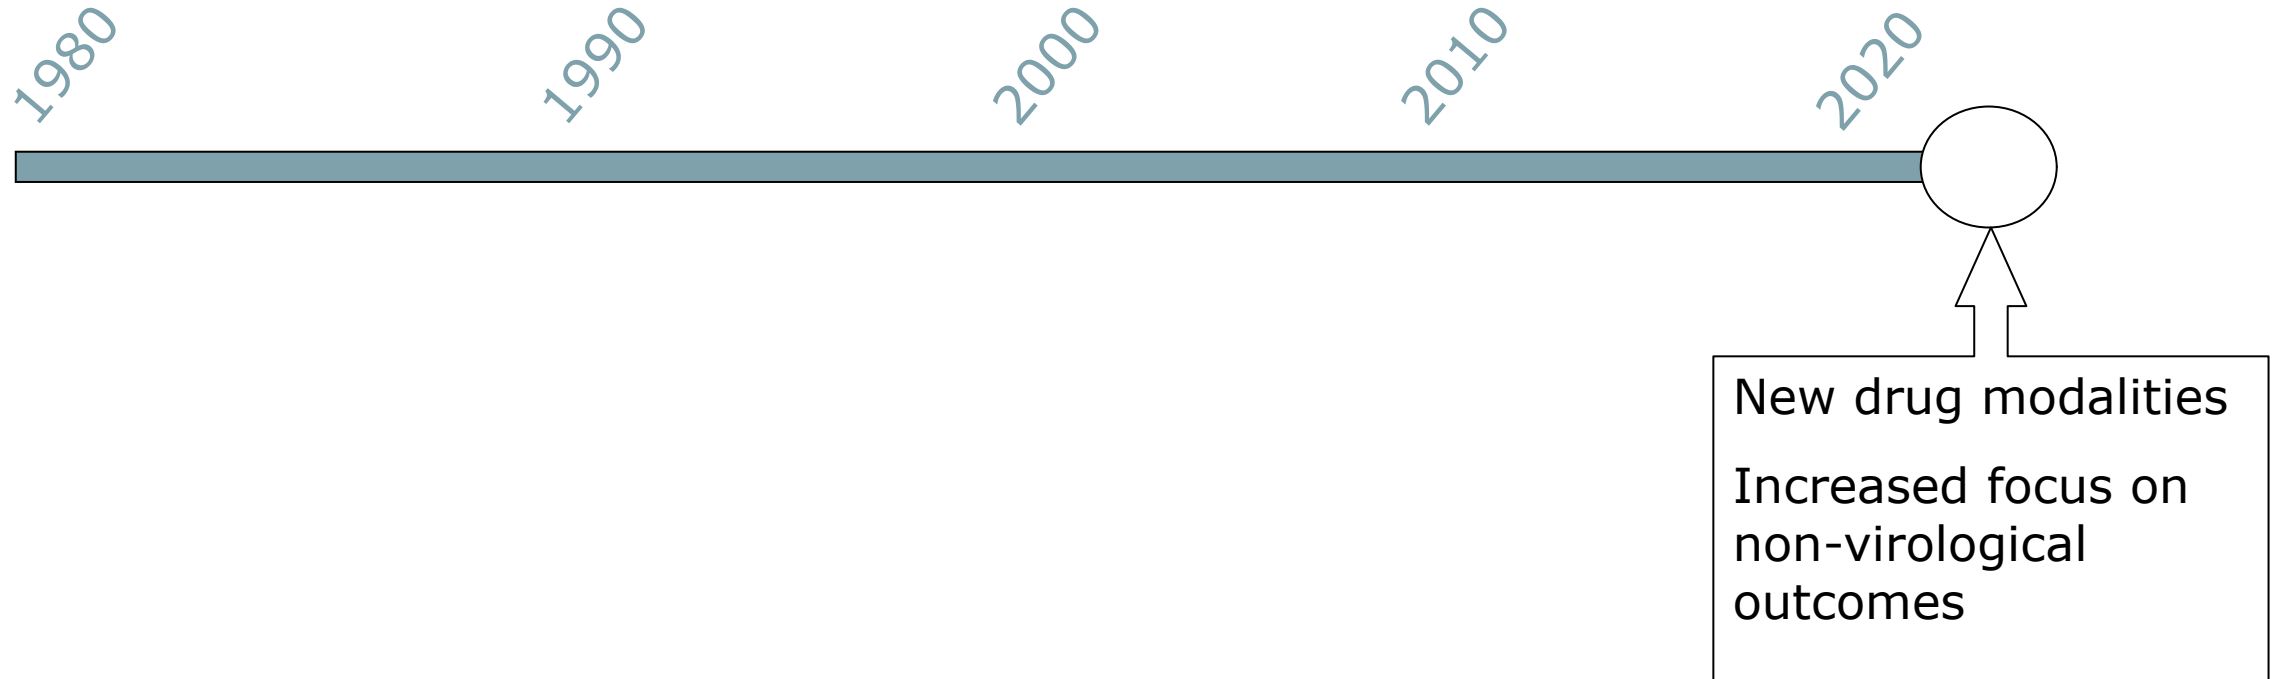 1980
1990
2000
2010
2020
New drug modalities
Increased focus on
non-virological
outcomes